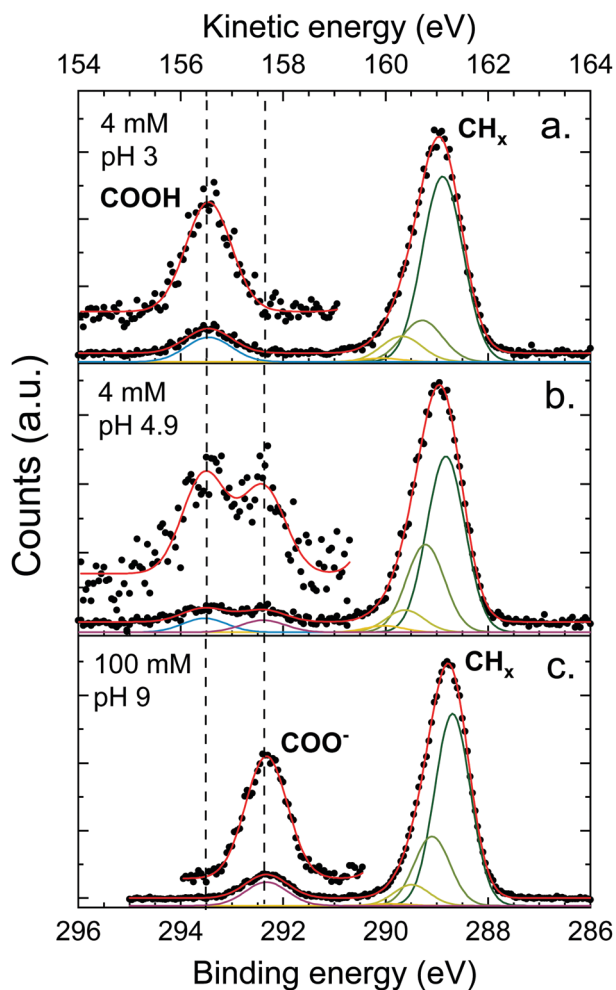 Kinetic energy (eV)
154 156 158 160 162 164
4 mM
pH 3
COOH
CHₓ
a.
4 mM
pH 4.9
b.
Counts (a.u.)
100 mM
pH 9
COO⁻
CHₓ
c.
296 294 292 290 288 286
Binding energy (eV)